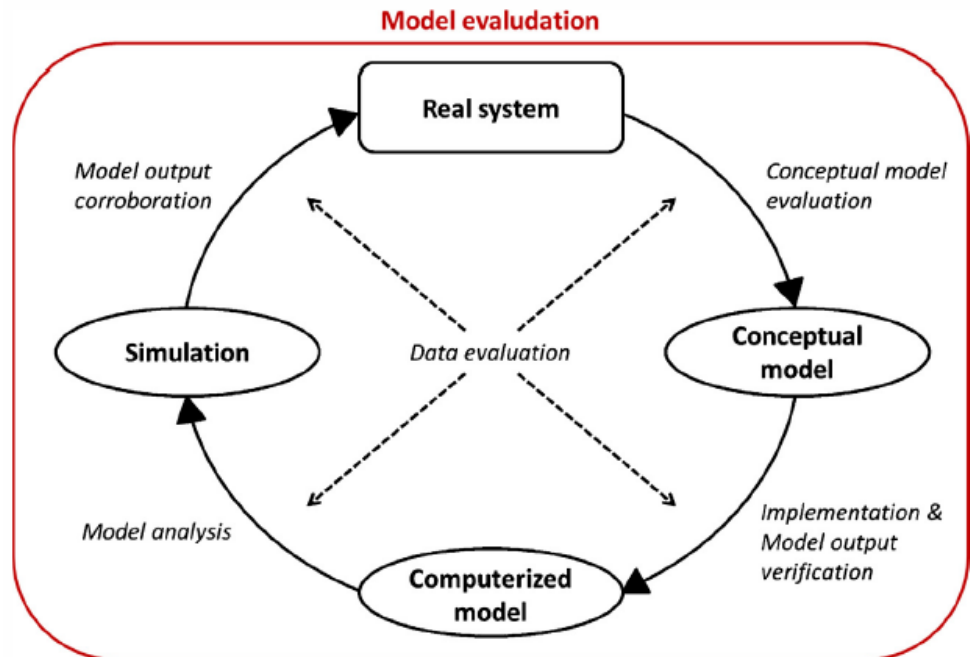 Model evaludation
Real system
Model output
corroboration
Conceptual model
evaluation
Simulation
Data evaluation
Conceptual
model
Model analysis
Implementation &
Model output
verification
Computerized
model